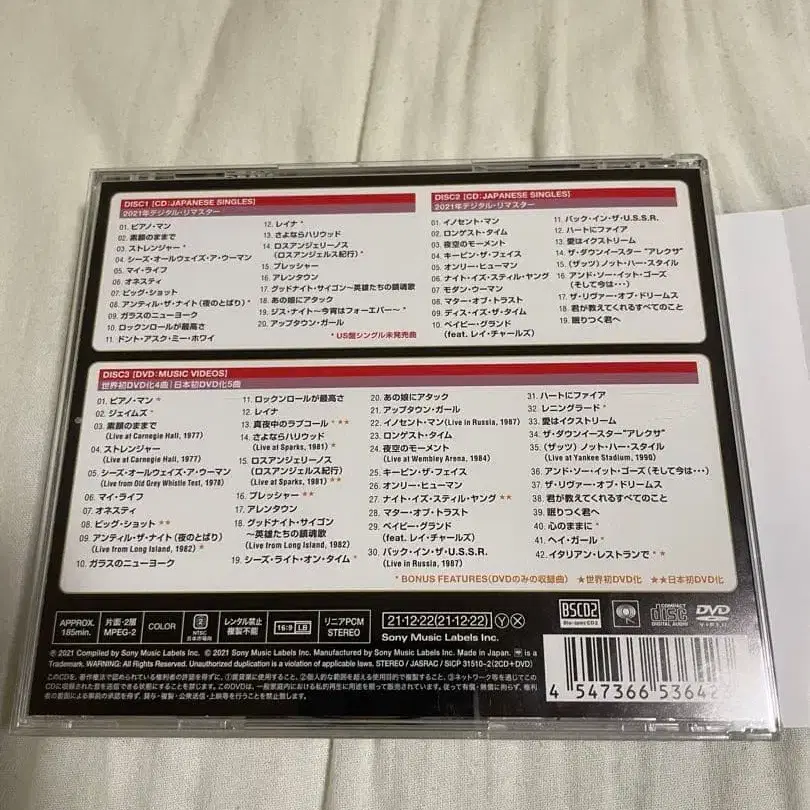 DISC1 [CD:JAPANESE SINGLES]
2021年デジタル・リマスター
01. ピアノ・マン
02. 素顔のままで
03. ストレンジャー *
04. シーズ・オールウェイズ・ア・ウーマン
05. マイ・ライフ
06. オネスティ
07. ビッグ・ショット
08. アンティル・ザ・ナイト(夜のとばり) *
09. ガラスのニューヨーク
10. ロックンロールが最高さ
11. ドント・アスク・ミー・ホワイ
12. レイナ *
13. さよならハリウッド
14. ロスアンジェリーノス
(ロスアンジェルス紀行) *
15. プレッシャー
16. アレンタウン
17. グッドナイト・サイゴン〜英雄たちの鎮魂歌
18. あの娘にアタック
19. ジス・ナイト〜今宵はフォーエバー〜 *
20. アップタウン・ガール
* US盤シングル未発売曲
DISC2 [CD:JAPANESE SINGLES]
2021年デジタル・リマスター
01. イノセント・マン
02. ロンゲスト・タイム
03. 夜空のモーメント
04. キーピン・ザ・フェイス
05. オンリー・ヒューマン
06. ナイト・イズ・スティル・ヤング
07. モダン・ウーマン
08. マター・オブ・トラスト
09. ディス・イズ・ザ・タイム
10. ベイビー・グランド
(feat. レイ・チャールズ)
11. バック・イン・ザ・U.S.S.R.
12. ハートにファイア
13. 愛はイクストリーム
14. ザ・ダウンイースター "アレクサ"
15. (ザッツ)ノット・ハー・スタイル
16. アンド・ソー・イット・ゴーズ
(そして今は…)
17. ザ・リヴァー・オブ・ドリームス
18. 君が教えてくれるすべてのこと
19. 眠りつく君へ
DISC3 [DVD:MUSIC VIDEOS]
世界初DVD化4曲|日本初DVD化5曲
01. ピアノ・マン *
02. ジェイムズ *
03. 素顔のままで
(Live at Carnegie Hall, 1977)
04. ストレンジャー
(Live at Carnegie Hall, 1977)
05. シーズ・オールウェイズ・ア・ウーマン
(Live from Old Grey Whistle Test, 1978)
06. マイ・ライフ
07. オネスティ
08. ビッグ・ショット ★★
09. アンティル・ザ・ナイト(夜のとばり)
(Live from Long Island, 1982) ★
10. ガラスのニューヨーク
11. ロックンロールが最高さ
12. レイナ
13. 真夜中のラブコール * ★★
14. さよならハリウッド
(Live at Sparks, 1981) ★
15. ロスアンジェリーノス
(ロスアンジェルス紀行)
(Live at Sparks, 1981) ★★
16. プレッシャー ★★
17. アレンタウン
18. グッドナイト・サイゴン
〜英雄たちの鎮魂歌
(Live from Long Island, 1982)
19. シーズ・ライト・オン・タイム *
20. あの娘にアタック
21. アップタウン・ガール
22. イノセント・マン(Live in Russia, 1987)
23. ロンゲスト・タイム
24. 夜空のモーメント
(Live at Wembley Arena, 1984)
25. キーピン・ザ・フェイス
26. オンリー・ヒューマン
27. ナイト・イズ・スティル・ヤング ★★
28. マター・オブ・トラスト
29. ベイビー・グランド
(feat. レイ・チャールズ)
30. バック・イン・ザ・U.S.S.R.
(Live in Russia, 1987)
31. ハートにファイア
32. レニングラード *
33. 愛はイクストリーム
34. ザ・ダウンイースター"アレクサ"
35. (ザッツ) ノット・ハー・スタイル
(Live at Yankee Stadium, 1990)
36. アンド・ソー・イット・ゴーズ(そして今は…)
37. ザ・リヴァー・オブ・ドリームス
38. 君が教えてくれるすべてのこと
39. 眠りつく君へ
40. 心のままに *
41. ヘイ・ガール *
42. イタリアン・レストランで * ★
* BONUS FEATURES(DVDのみの収録曲) ★世界初DVD化 ★★日本初DVD化
APPROX. 185min.
片面・2層 MPEG-2
COLOR
2 NTSC 日本市場向
レンタル禁止 複製不能
16:9 LB
リニアPCM STEREO
21・12・22(21・12・22) Ⓨ Ⓧ
Sony Music Labels Inc.
BSCD2
Blu-spec CD2
COMPACT disc DIGITAL AUDIO
DVD VIDEO
℗ 2021 Compiled by Sony Music Labels Inc. © 2021 Sony Music Labels Inc. Manufactured by Sony Music Labels Inc. Made in Japan. is a
Trademark. WARNING: All Rights Reserved. Unauthorized duplication is a violation of applicable laws. STEREO / JASRAC / SICP 31510~2 (2CD+DVD)
4 547366 53642